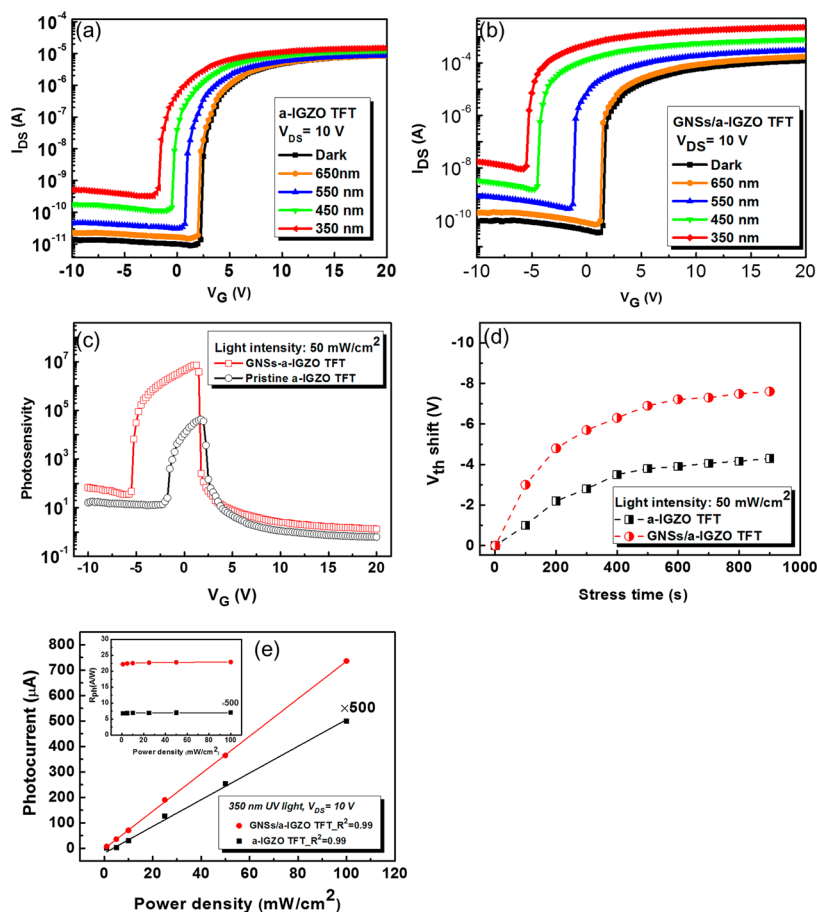 (a)
10^-4
10^-5
10^-6
10^-7
10^-8
10^-9
10^-10
10^-11
I_DS (A)
a-IGZO TFT
V_DS= 10 V
Dark
650nm
550 nm
450 nm
350 nm
-10 -5 0 5 10 15 20
V_G (V)
(b)
10^-4
10^-6
10^-8
10^-10
I_DS (A)
GNSs/a-IGZO TFT
V_DS= 10 V
Dark
650 nm
550 nm
450 nm
350 nm
-10 -5 0 5 10 15 20
V_G (V)
(c)
10^7
10^5
10^3
10^1
10^-1
Photosensivity
Light intensity: 50 mW/cm^2
GNSs-a-IGZO TFT
Pristine a-IGZO TFT
-10 -5 0 5 10 15 20
V_G (V)
(d)
-10
-8
-6
-4
-2
0
V_th shift (V)
Light intensity: 50 mW/cm^2
a-IGZO TFT
GNSs/a-IGZO TFT
0 200 400 600 800 1000
Stress time (s)
(e)
800
700
600
500
400
300
200
100
0
Photocurrent (μA)
25
20
15
10
5
0
R_ph(A/W)
-500
0 20 40 60 80 100
Power density (mW/cm^2)
×500
350 nm UV light, V_DS= 10 V
GNSs/a-IGZO TFT_R^2=0.99
a-IGZO TFT_R^2=0.99
0 20 40 60 80 100 120
Power density (mW/cm^2)